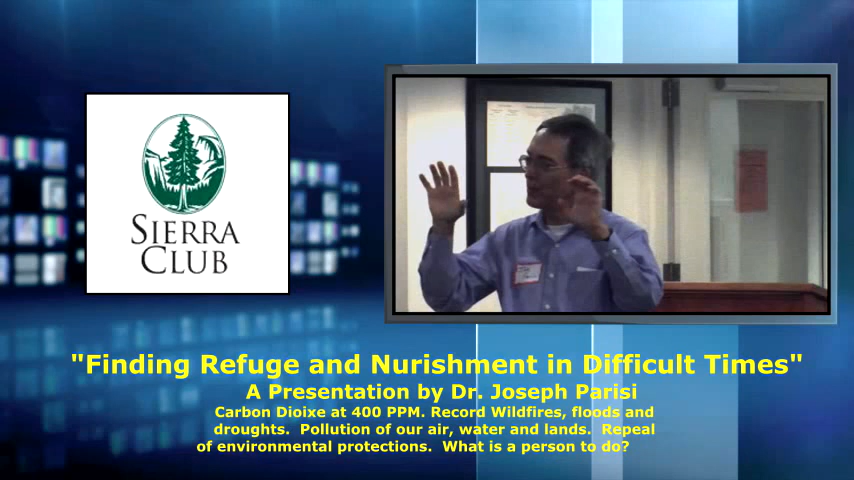 SIERRA
CLUB
"Finding Refuge and Nurishment in Difficult Times"
A Presentation by Dr. Joseph Parisi
Carbon Dioixe at 400 PPM. Record Wildfires, floods and
droughts. Pollution of our air, water and lands. Repeal
of environmental protections. What is a person to do?